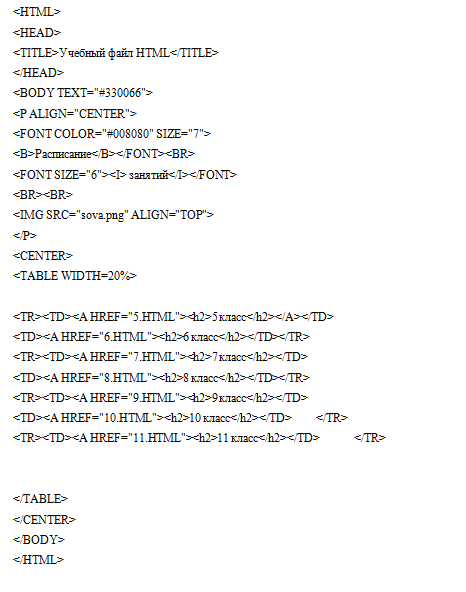 <HTML>
<HEAD>
<TITLE>Учебный файл HTML</TITLE>
</HEAD>
<BODY TEXT="#330066">
<P ALIGN="CENTER">
<FONT COLOR="#008080" SIZE="7">
<B>Расписание</B></FONT><BR>
<FONT SIZE="6"><I> занятий</I></FONT>
<BR><BR>
<IMG SRC="sova.png" ALIGN="TOP">
</P>
<CENTER>
<TABLE WIDTH=20%>
<TR><TD><A HREF="5.HTML"><h2>5 класс</h2></A></TD>
<TD><A HREF="6.HTML"><h2>6 класс</h2></TD></TR>
<TR><TD><A HREF="7.HTML"><h2>7 класс</h2></TD>
<TD><A HREF="8.HTML"><h2>8 класс</h2></TD></TR>
<TR><TD><A HREF="9.HTML"><h2>9 класс</h2></TD>
<TD><A HREF="10.HTML"><h2>10 класс</h2></TD> </TR>
<TR><TD><A HREF="11.HTML"><h2>11 класс</h2></TD> </TR>
</TABLE>
</CENTER>
</BODY>
</HTML>